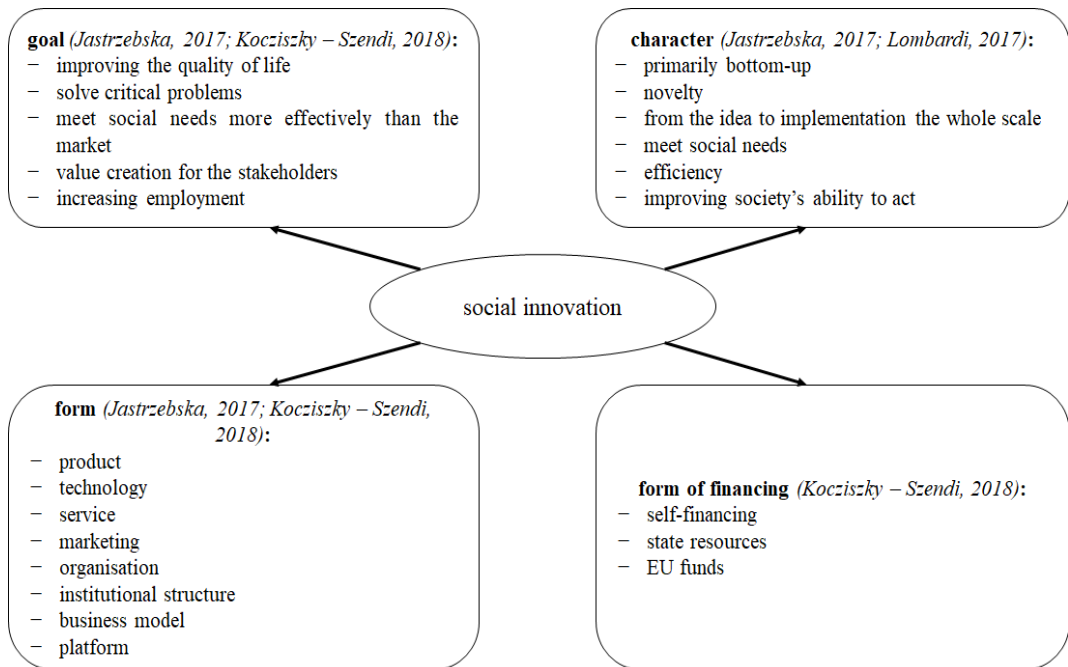 goal (Jastrzebska, 2017; Kocziszky – Szendi, 2018):
– improving the quality of life
– solve critical problems
– meet social needs more effectively than the
market
– value creation for the stakeholders
– increasing employment
character (Jastrzebska, 2017; Lombardi, 2017):
– primarily bottom-up
– novelty
– from the idea to implementation the whole scale
– meet social needs
– efficiency
– improving society's ability to act
social innovation
form (Jastrzebska, 2017; Kocziszky – Szendi,
2018):
– product
– technology
– service
– marketing
– organisation
– institutional structure
– business model
– platform
form of financing (Kocziszky – Szendi, 2018):
– self-financing
– state resources
– EU funds